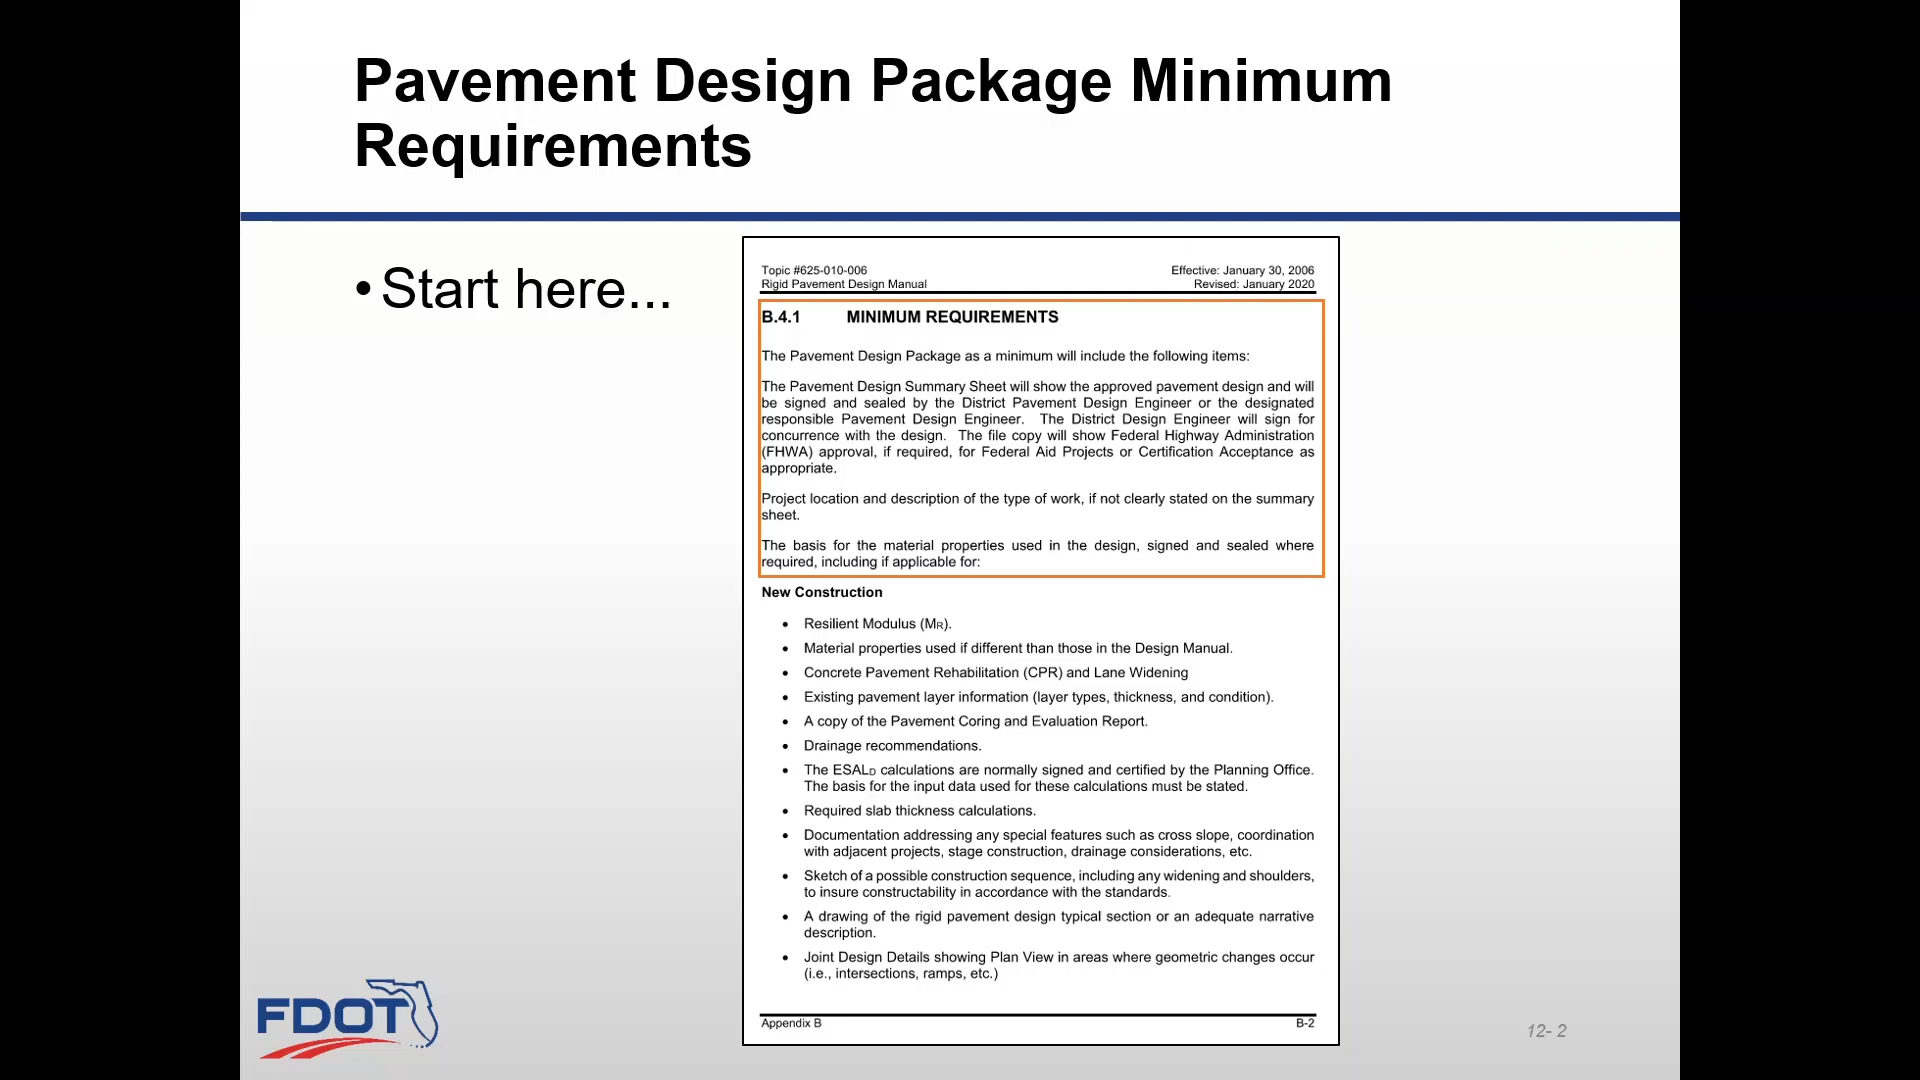 Pavement Design Package Minimum
Requirements
• Start here...
Topic #625-010-006
Effective: January 30, 2006
Rigid Pavement Design Manual
Revised: January 2020
B.4.1 MINIMUM REQUIREMENTS
The Pavement Design Package as a minimum will include the following items:
The Pavement Design Summary Sheet will show the approved pavement design and will
be signed and sealed by the District Pavement Design Engineer or the designated
responsible Pavement Design Engineer. The District Design Engineer will sign for
concurrence with the design. The file copy will show Federal Highway Administration
(FHWA) approval, if required, for Federal Aid Projects or Certification Acceptance as
appropriate.
Project location and description of the type of work, if not clearly stated on the summary
sheet.
The basis for the material properties used in the design, signed and sealed where
required, including if applicable for:
New Construction
• Resilient Modulus (MR).
• Material properties used if different than those in the Design Manual.
• Concrete Pavement Rehabilitation (CPR) and Lane Widening
• Existing pavement layer information (layer types, thickness, and condition).
• A copy of the Pavement Coring and Evaluation Report.
• Drainage recommendations.
• The ESALD calculations are normally signed and certified by the Planning Office.
The basis for the input data used for these calculations must be stated.
• Required slab thickness calculations.
• Documentation addressing any special features such as cross slope, coordination
with adjacent projects, stage construction, drainage considerations, etc.
• Sketch of a possible construction sequence, including any widening and shoulders,
to insure constructability in accordance with the standards.
• A drawing of the rigid pavement design typical section or an adequate narrative
description.
• Joint Design Details showing Plan View in areas where geometric changes occur
(i.e., intersections, ramps, etc.)
Appendix B
B-2
FDOT
12- 2